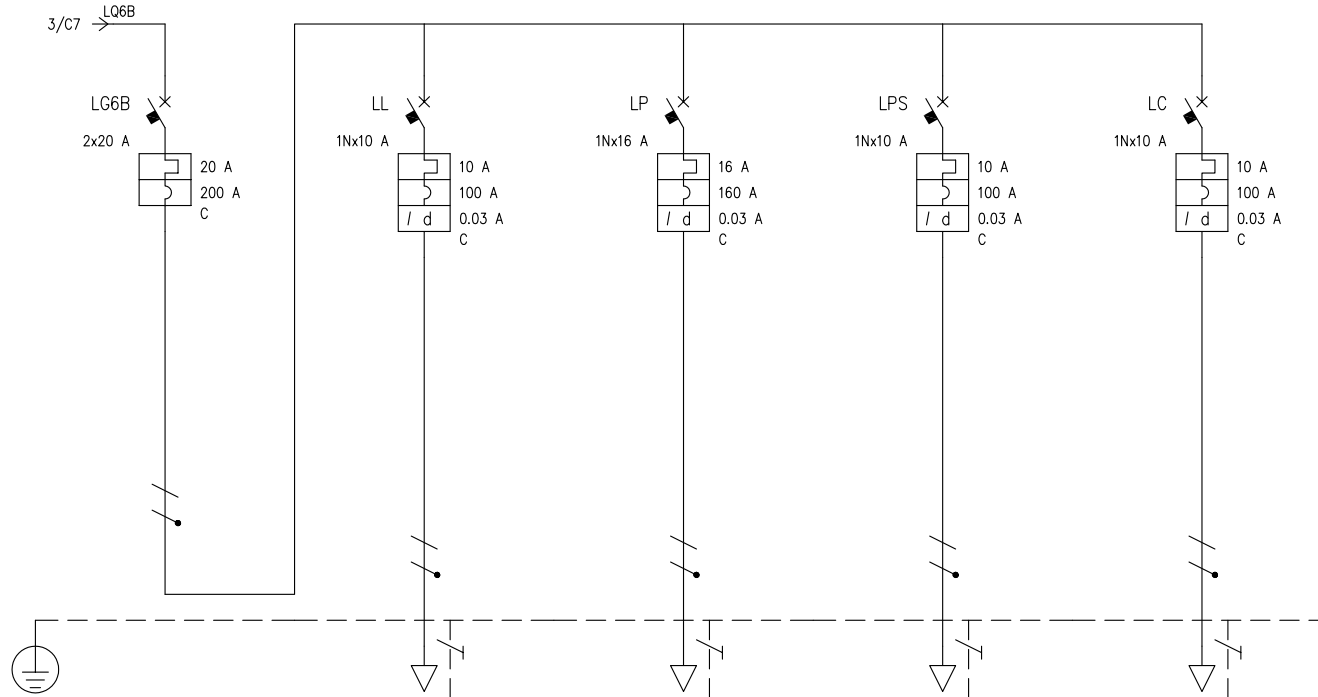 LQ6B
3/C7
LG6B
LL
LP
LPS
LC
2x20 A
1Nx10 A
1Nx16 A
1Nx10 A
1Nx10 A
20 A
10 A
16 A
10 A
10 A
200 A
100 A
160 A
100 A
100 A
C
I d
0.03 A
I d
0.03 A
I d
0.03 A
I d
0.03 A
C
C
C
C